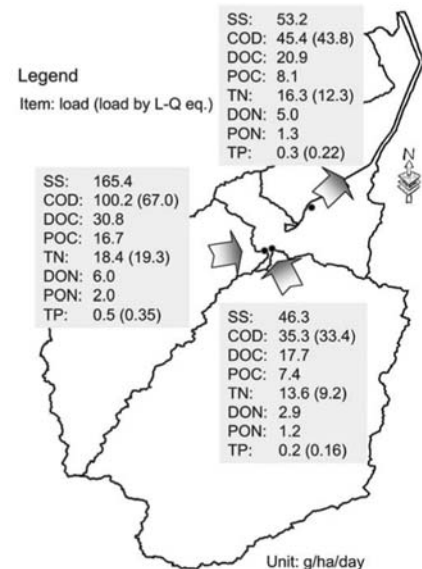 SS: 53.2
COD: 45.4 (43.8)
DOC: 20.9
POC: 8.1
TN: 16.3 (12.3)
DON: 5.0
PON: 1.3
TP: 0.3 (0.22)
Legend
Item: load (load by L-Q eq.)
N
SS: 165.4
COD: 100.2 (67.0)
DOC: 30.8
POC: 16.7
TN: 18.4 (19.3)
DON: 6.0
PON: 2.0
TP: 0.5 (0.35)
SS: 46.3
COD: 35.3 (33.4)
DOC: 17.7
POC: 7.4
TN: 13.6 (9.2)
DON: 2.9
PON: 1.2
TP: 0.2 (0.16)
Unit: g/ha/day